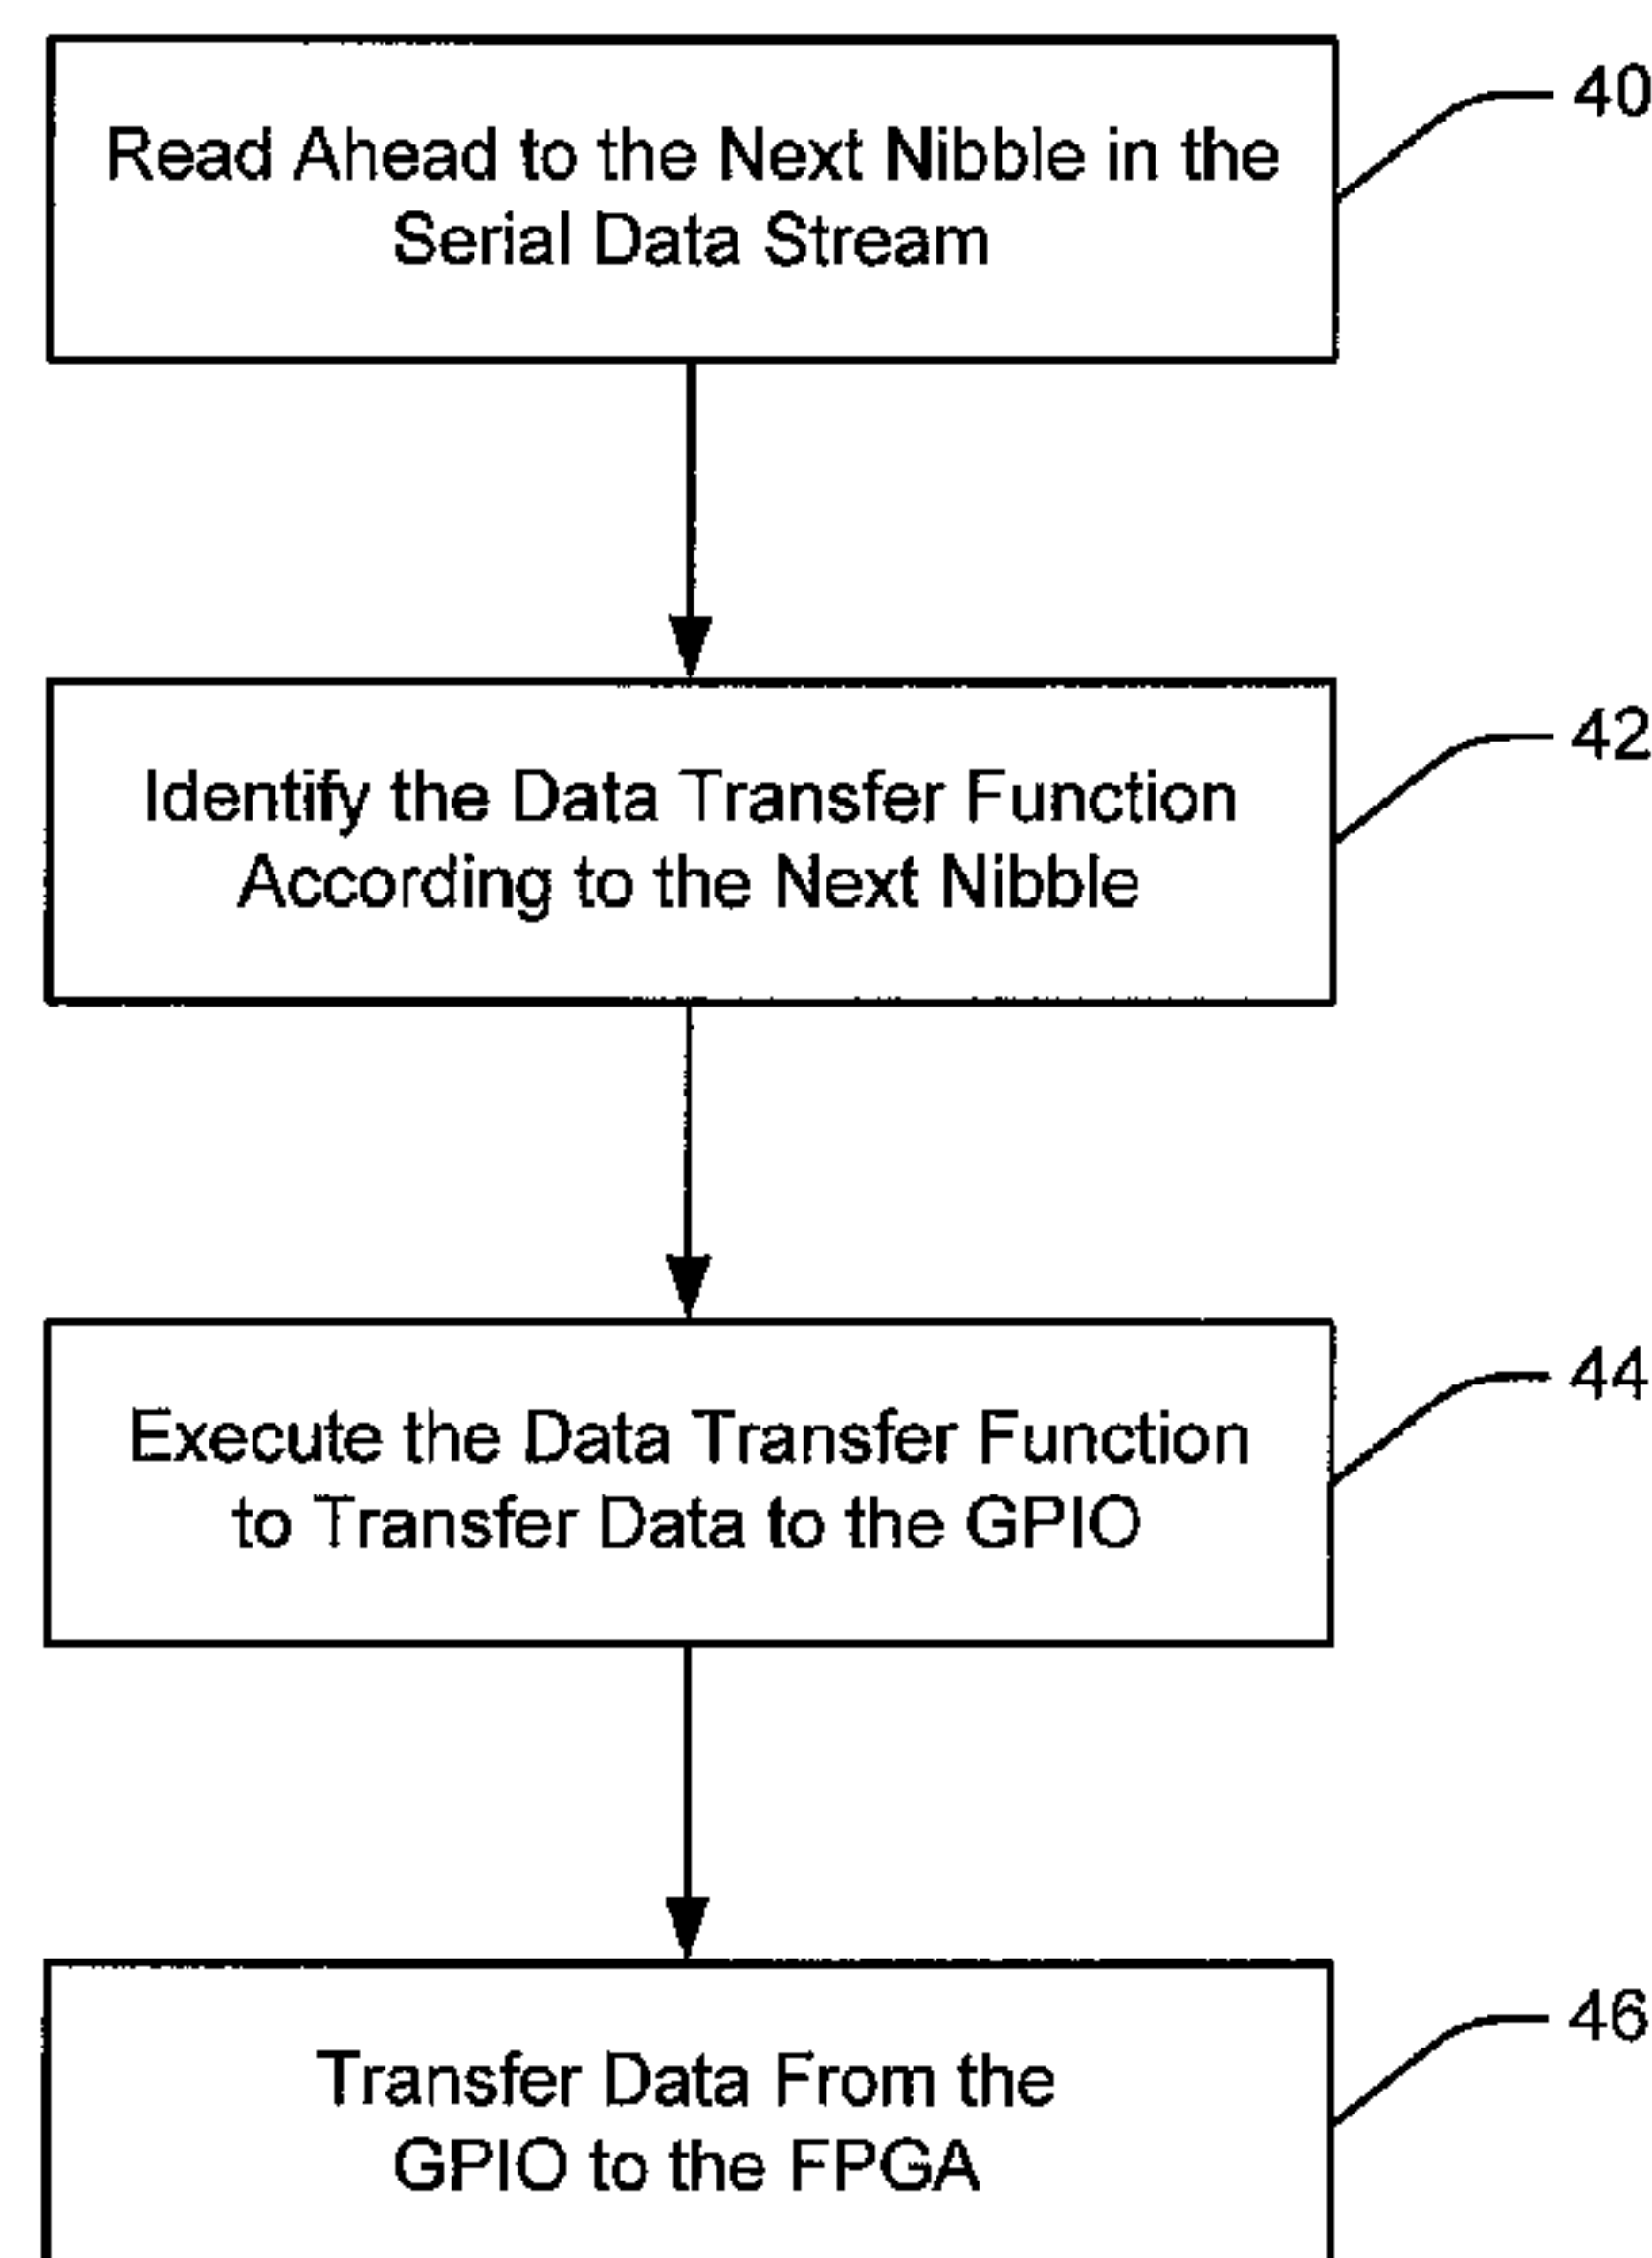 Read Ahead to the Next Nibble in the
Serial Data Stream
40
Identify the Data Transfer Function
According to the Next Nibble
42
Execute the Data Transfer Function
to Transfer Data to the GPIO
44
Transfer Data From the
GPIO to the FPGA
46